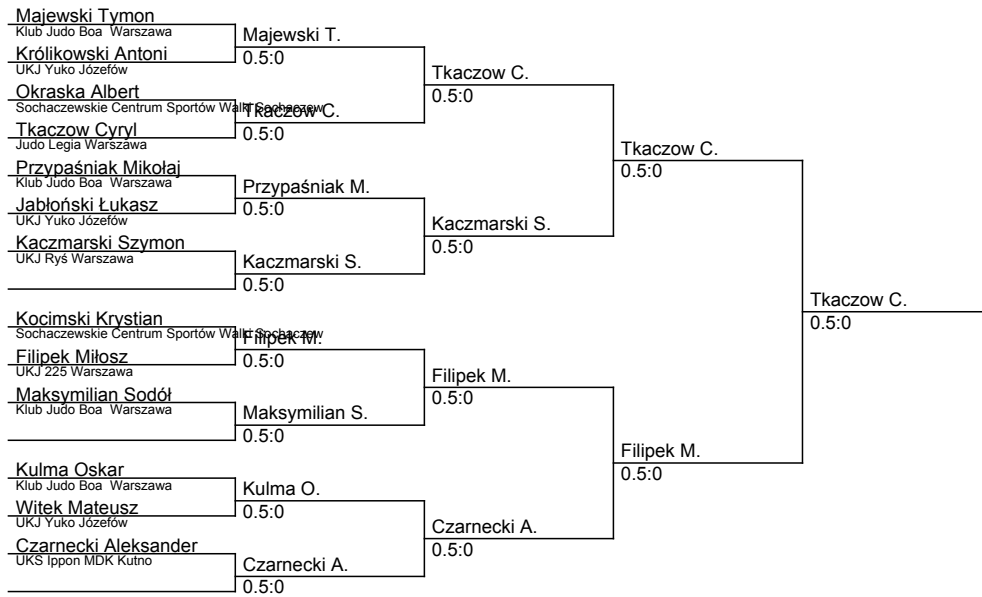 Majewski Tymon
Klub Judo Boa  Warszawa
Królikowski Antoni
UKJ Yuko Józefów
Okraska Albert
Sochaczewskie Centrum Sportów Walki Sochaczew
Tkaczow Cyryl
Judo Legia Warszawa
Przypaśniak Mikołaj
Klub Judo Boa  Warszawa
Jabłoński Łukasz
UKJ Yuko Józefów
Kaczmarski Szymon
UKJ Ryś Warszawa
Kocimski Krystian
Sochaczewskie Centrum Sportów Walki Sochaczew
Filipek Miłosz
UKJ 225 Warszawa
Maksymilian Sodół
Klub Judo Boa  Warszawa
Kulma Oskar
Klub Judo Boa  Warszawa
Witek Mateusz
UKJ Yuko Józefów
Czarnecki Aleksander
UKS Ippon MDK Kutno
Majewski T.
0.5:0
Tkaczow C.
0.5:0
Przypaśniak M.
0.5:0
Kaczmarski S.
0.5:0
Filipek M.
0.5:0
Maksymilian S.
0.5:0
Kulma O.
0.5:0
Czarnecki A.
0.5:0
Tkaczow C.
0.5:0
Kaczmarski S.
0.5:0
Filipek M.
0.5:0
Czarnecki A.
0.5:0
Tkaczow C.
0.5:0
Filipek M.
0.5:0
Tkaczow C.
0.5:0